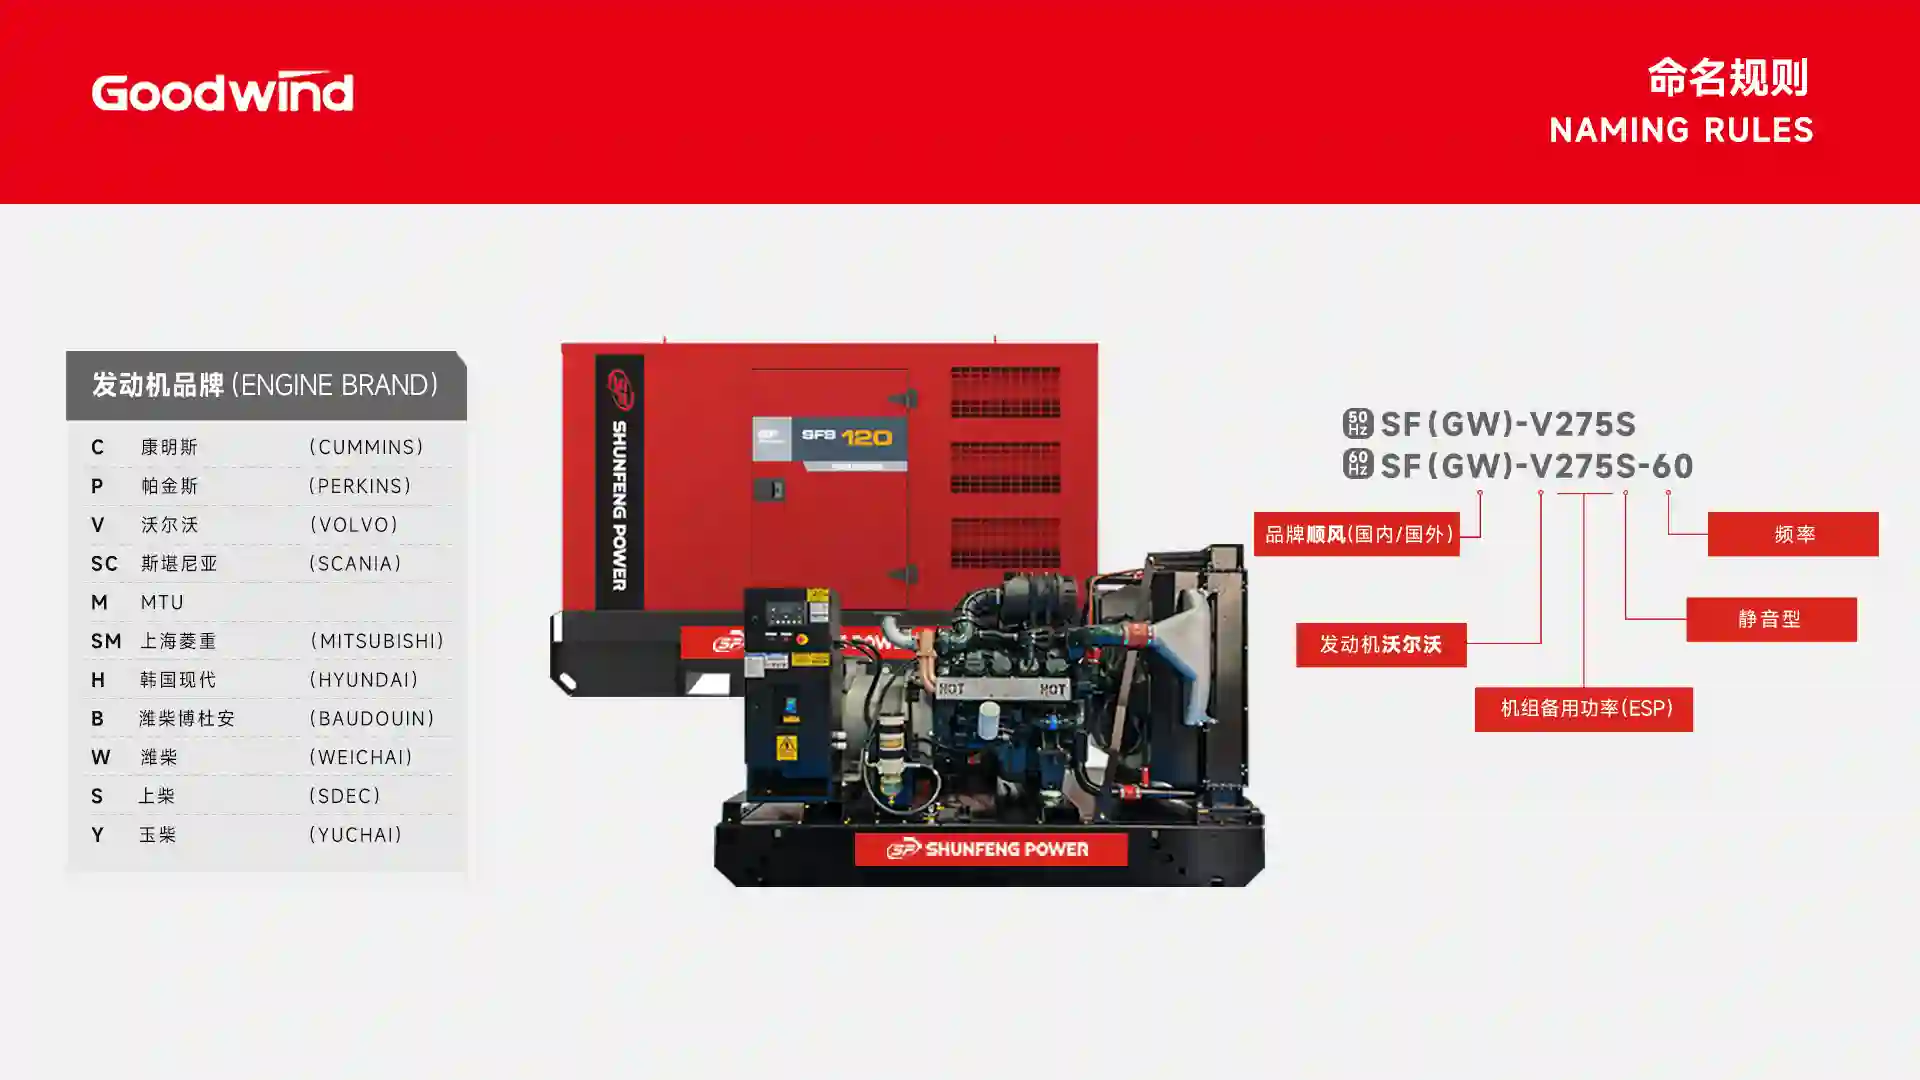 Goodwind
命名规则
NAMING RULES
发动机品牌 (ENGINE BRAND)
C 康明斯 (CUMMINS)
P 帕金斯 (PERKINS)
V 沃尔沃 (VOLVO)
SC 斯堪尼亚 (SCANIA)
M MTU
SM 上海菱重 (MITSUBISHI)
H 韩国现代 (HYUNDAI)
B 潍柴博杜安 (BAUDOUIN)
W 潍柴 (WEICHAI)
S 上柴 (SDEC)
Y 玉柴 (YUCHAI)
SHUNFENG POWER
SFS 120
HOT HOT
SF SHUNFENG POWER
50 Hz SF(GW)-V275S
60 Hz SF(GW)-V275S-60
品牌顺风(国内/国外)
频率
静音型
发动机沃尔沃
机组备用功率(ESP)